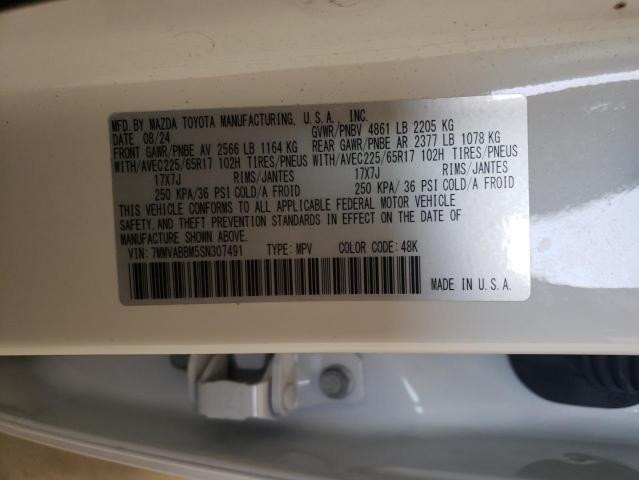 MFD.BY MAZDA TOYOTA MANUFACTURING, U.S.A., INC.
DATE 08/24 GVWR/PNBV 4861 LB 2205 KG
FRONT GAWR/PNBE AV 2566 LB 1164 KG REAR GAWR/PNBE AR 2377 LB 1078 KG
WITH/AVEC225/65R17 102H TIRES/PNEUS WITH/AVEC225/65R17 102H TIRES/PNEUS
17X7J RIMS/JANTES 17X7J RIMS/JANTES
250 KPA/36 PSI COLD/A FROID 250 KPA/ 36 PSI COLD/A FROID
THIS VEHICLE CONFORMS TO ALL APPLICABLE FEDERAL MOTOR VEHICLE
SAFETY, AND THEFT PREVENTION STANDARDS IN EFFECT ON THE DATE OF
MANUFACTURE SHOWN ABOVE.
VIN: 7MMVABBM5SN307491 TYPE: MPV COLOR CODE: 48K
MADE IN U.S.A.